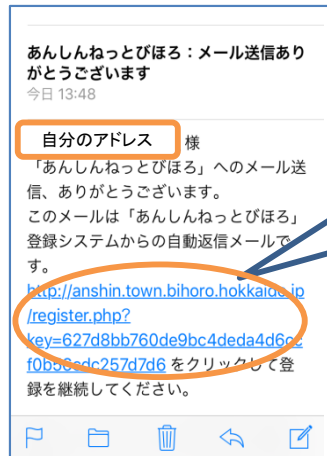 あんしんねっとびほろ：メール送信あり
がとうございます
今日 13:48
自分のアドレス 様
「あんしんねっとびほろ」へのメール送
信、ありがとうございます。
このメールは「あんしんねっとびほろ」
登録システムからの自動返信メールで
す。
http://anshin.town.bihoro.hokkaido.jp
/register.php?
key=627d8bb760de9bc4deda4d6cc
f0b56edc257d7d6 をクリックして登
録を継続してください。